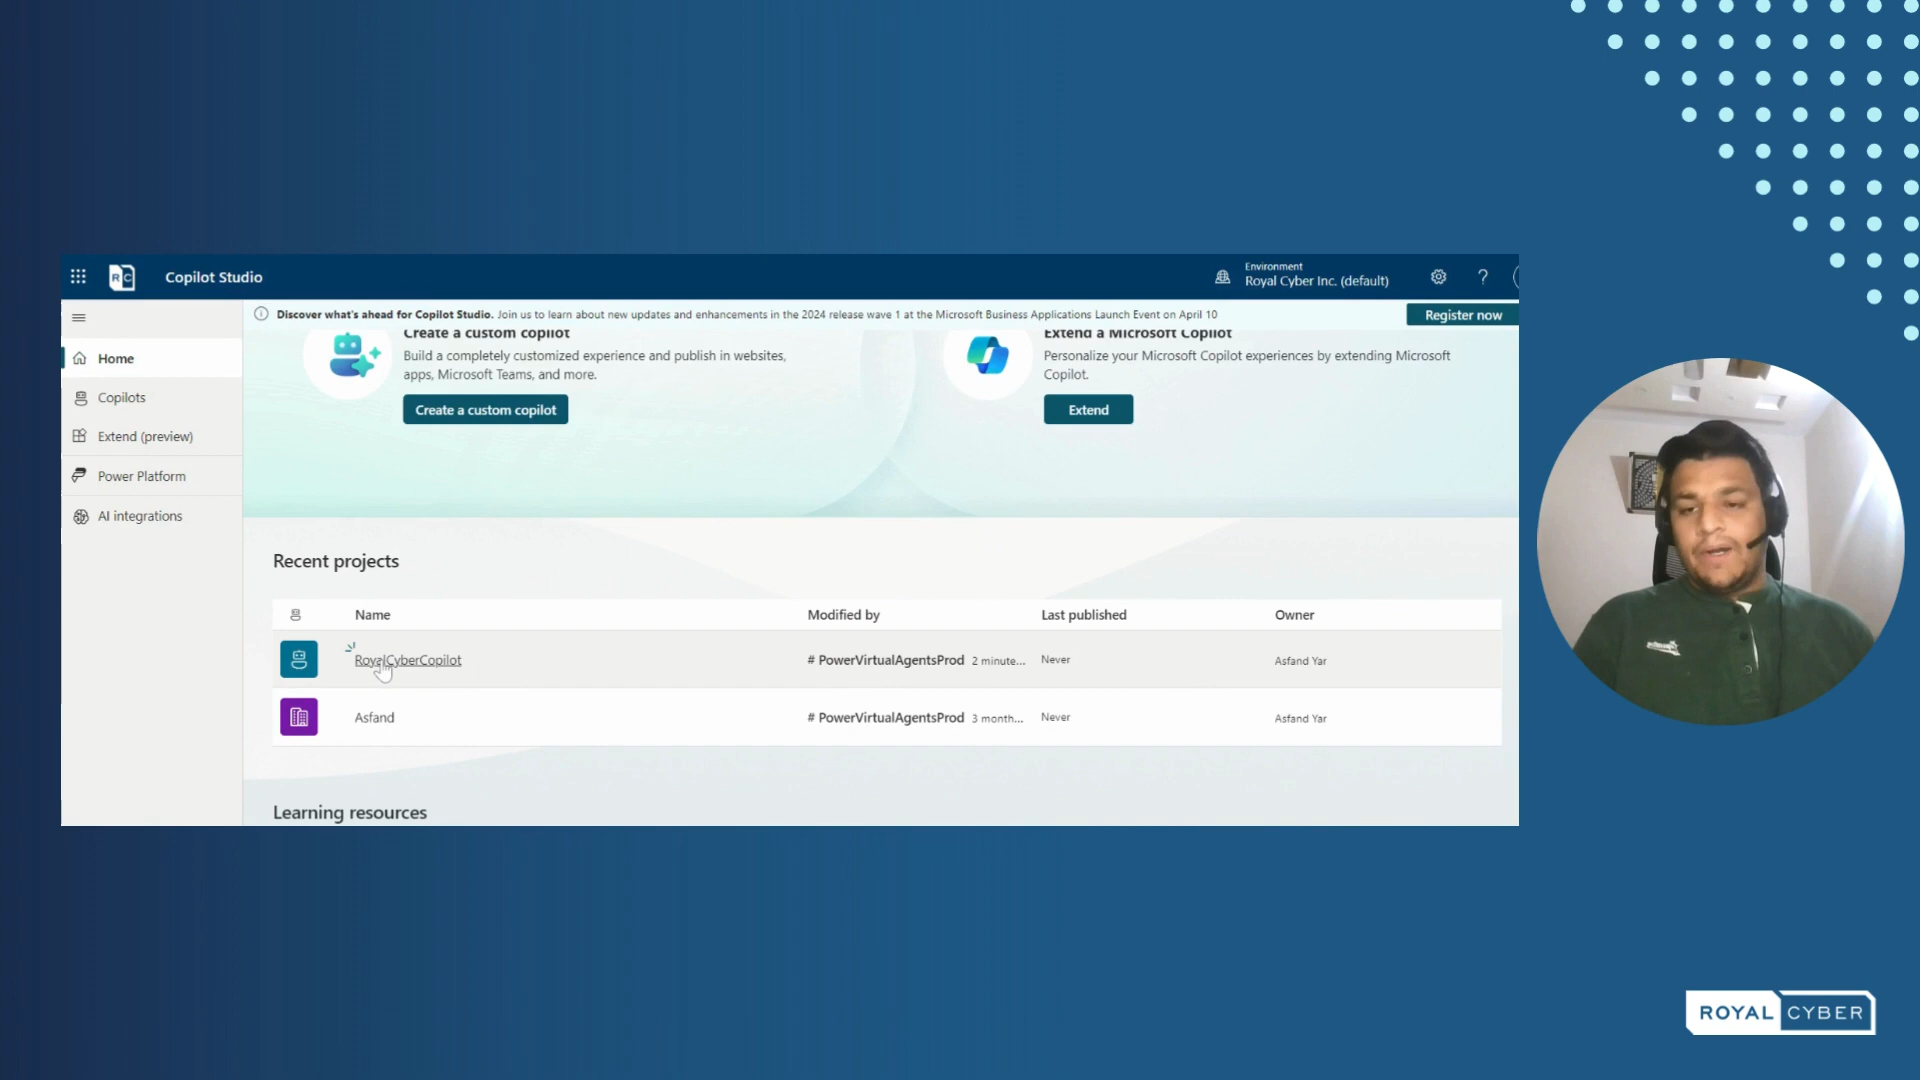 RC
Copilot Studio
Environment
Royal Cyber Inc. (default)
?
Discover what's ahead for Copilot Studio. Join us to learn about new updates and enhancements in the 2024 release wave 1 at the Microsoft Business Applications Launch Event on April 10
Register now
Home
Copilots
Extend (preview)
Power Platform
AI integrations
Create a custom copilot
Build a completely customized experience and publish in websites,
apps, Microsoft Teams, and more.
Create a custom copilot
Extend a Microsoft Copilot
Personalize your Microsoft Copilot experiences by extending Microsoft
Copilot.
Extend
Recent projects
Name Modified by Last published Owner
RoyalCyberCopilot # PowerVirtualAgentsProd 2 minute... Never Asfand Yar
Asfand # PowerVirtualAgentsProd 3 month... Never Asfand Yar
Learning resources
ROYAL CYBER